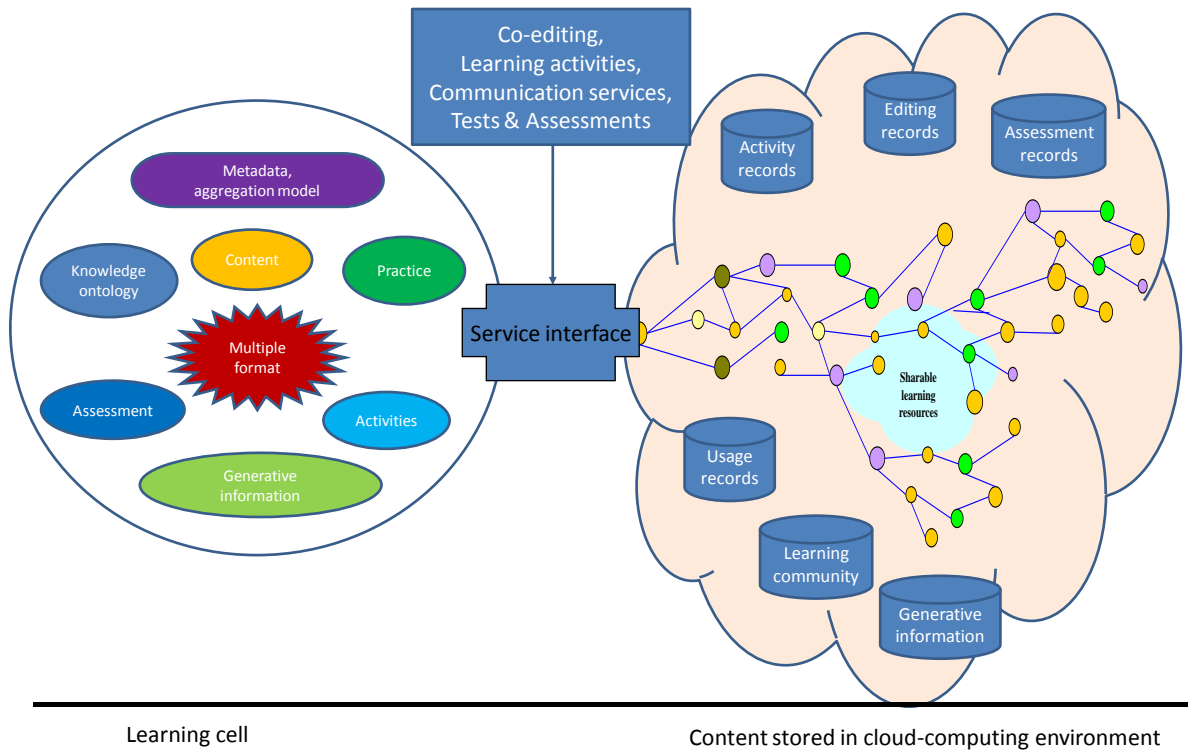 Co-editing,
Learning activities,
Communication services,
Tests & Assessments
Metadata,
aggregation model
Knowledge
ontology
Content
Practice
Multiple
format
Assessment
Activities
Generative
information
Service interface
Activity
records
Editing
records
Assessment
records
Sharable
learning
resources
Usage
records
Learning
community
Generative
information
Learning cell
Content stored in cloud-computing environment